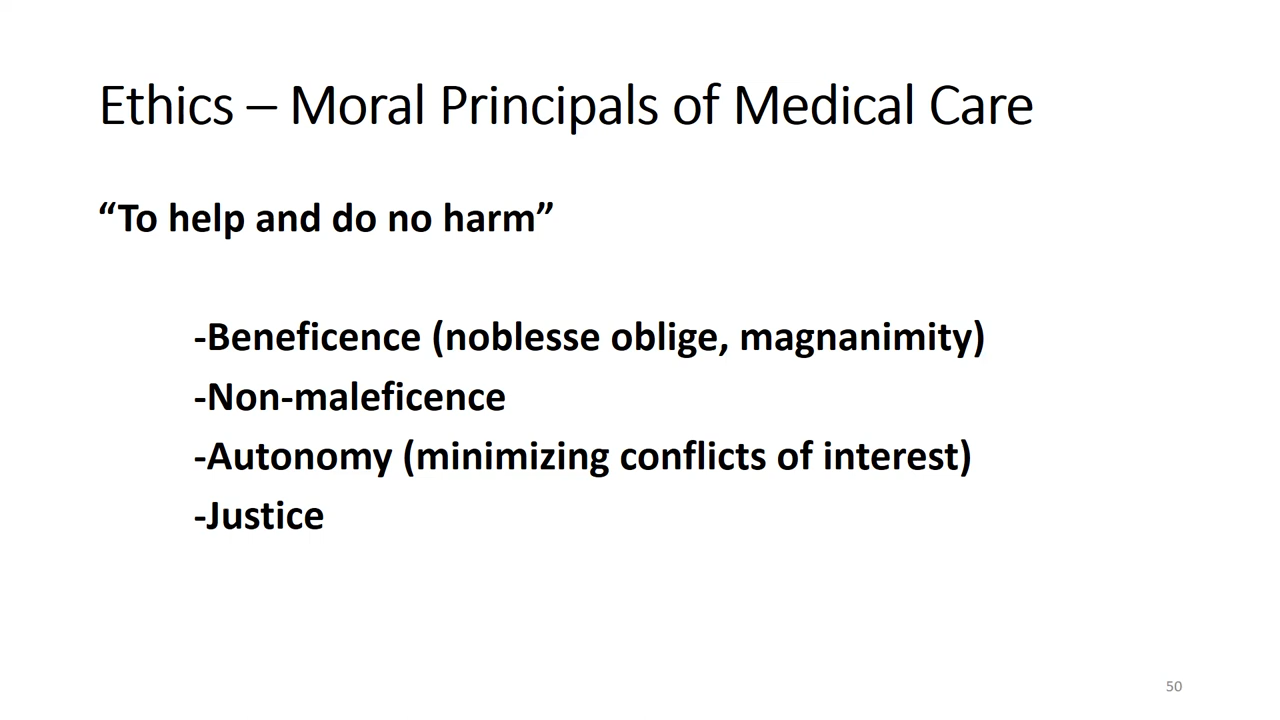 Ethics – Moral Principals of Medical Care
“To help and do no harm”
-Beneficence (noblesse oblige, magnanimity)
-Non-maleficence
-Autonomy (minimizing conflicts of interest)
-Justice
50